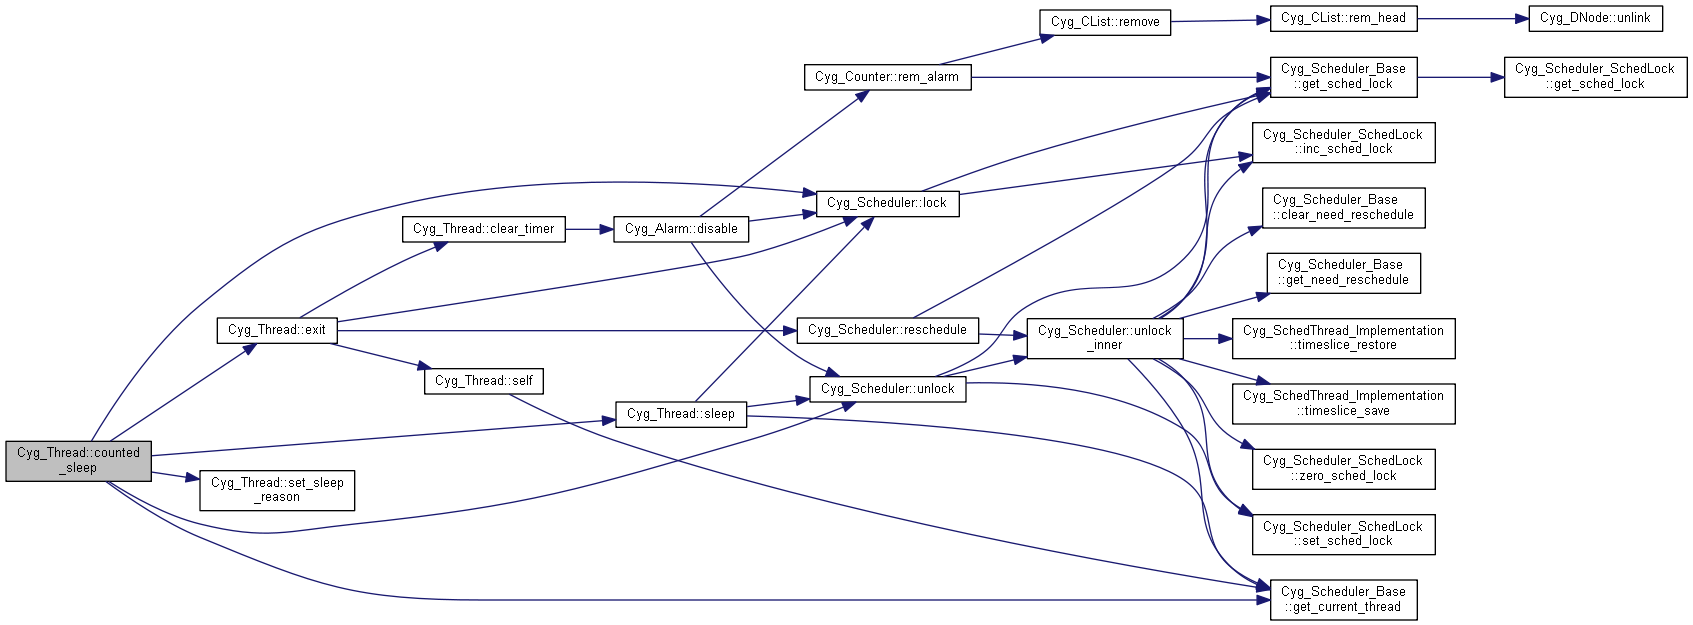 Cyg_CList::remove
Cyg_CList::rem_head
Cyg_DNode::unlink
Cyg_Counter::rem_alarm
Cyg_Scheduler_Base
::get_sched_lock
Cyg_Scheduler_SchedLock
::get_sched_lock
Cyg_Scheduler_SchedLock
::inc_sched_lock
Cyg_Scheduler::lock
Cyg_Scheduler_Base
::clear_need_reschedule
Cyg_Thread::clear_timer
Cyg_Alarm::disable
Cyg_Scheduler_Base
::get_need_reschedule
Cyg_Thread::exit
Cyg_Scheduler::reschedule
Cyg_Scheduler::unlock
_inner
Cyg_SchedThread_Implementation
::timeslice_restore
Cyg_Thread::self
Cyg_Scheduler::unlock
Cyg_SchedThread_Implementation
::timeslice_save
Cyg_Thread::sleep
Cyg_Thread::counted
_sleep
Cyg_Scheduler_SchedLock
::zero_sched_lock
Cyg_Thread::set_sleep
_reason
Cyg_Scheduler_SchedLock
::set_sched_lock
Cyg_Scheduler_Base
::get_current_thread